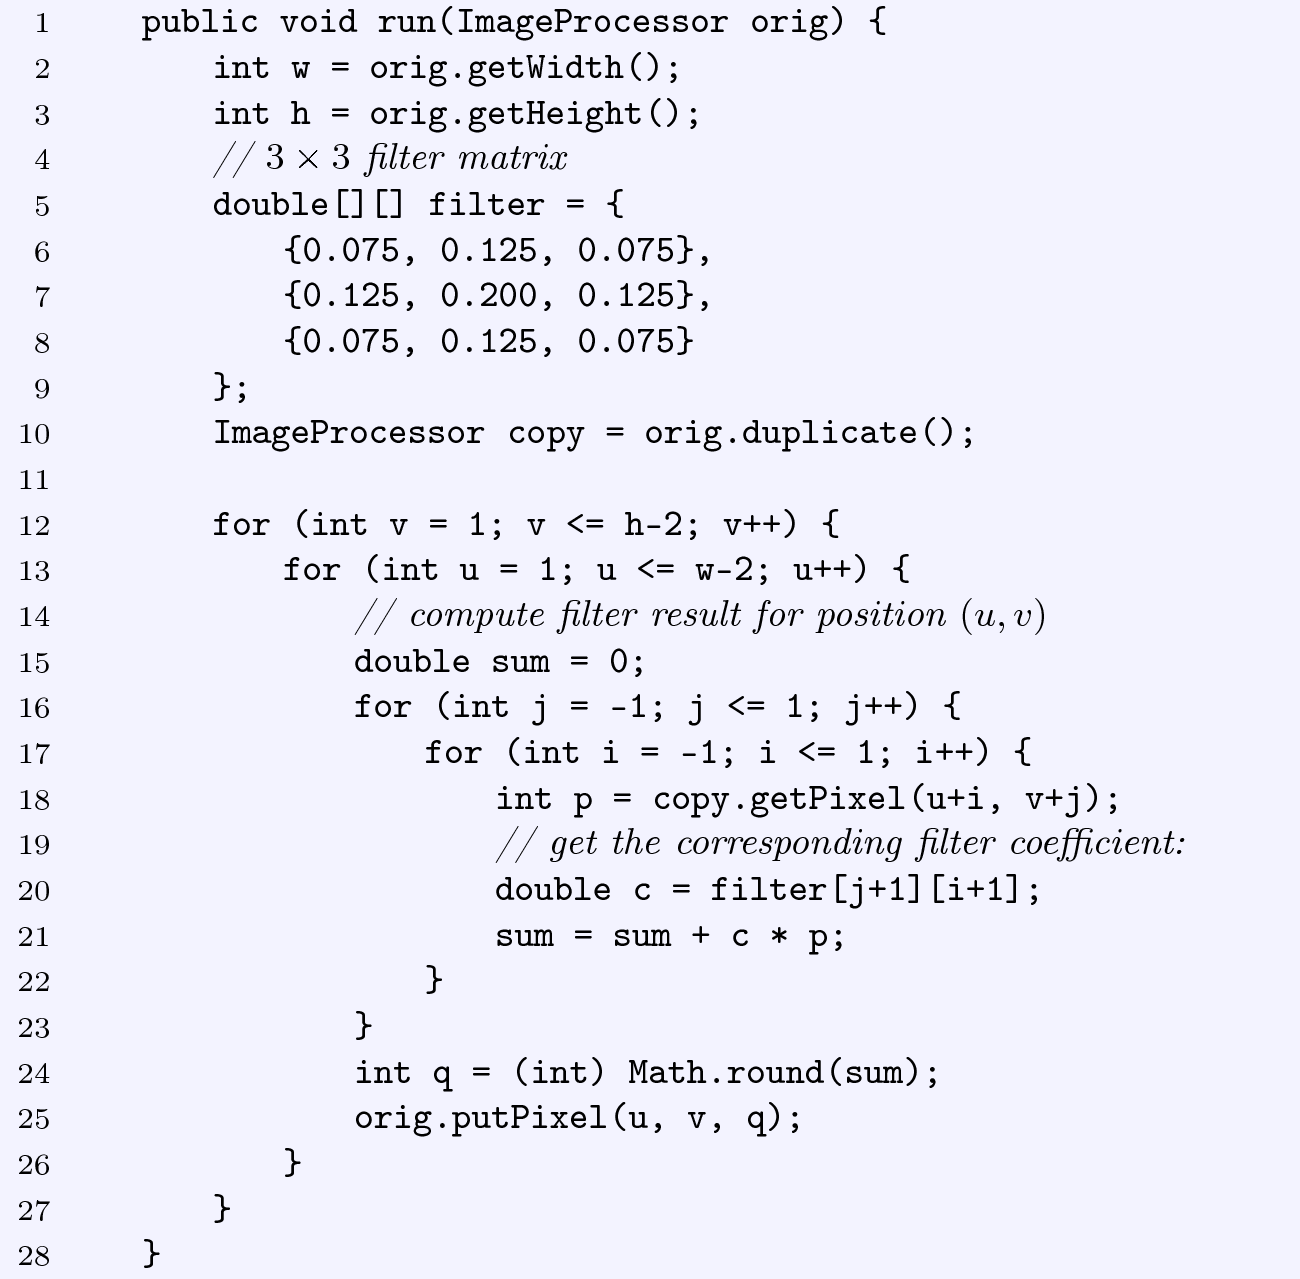 1 public void run(ImageProcessor orig) {
2 int w = orig.getWidth();
3 int h = orig.getHeight();
4 // 3 × 3 filter matrix
5 double[][] filter = {
6 {0.075, 0.125, 0.075},
7 {0.125, 0.200, 0.125},
8 {0.075, 0.125, 0.075}
9 };
10 ImageProcessor copy = orig.duplicate();
11
12 for (int v = 1; v <= h-2; v++) {
13 for (int u = 1; u <= w-2; u++) {
14 // compute filter result for position (u, v)
15 double sum = 0;
16 for (int j = -1; j <= 1; j++) {
17 for (int i = -1; i <= 1; i++) {
18 int p = copy.getPixel(u+i, v+j);
19 // get the corresponding filter coefficient:
20 double c = filter[j+1][i+1];
21 sum = sum + c * p;
22 }
23 }
24 int q = (int) Math.round(sum);
25 orig.putPixel(u, v, q);
26 }
27 }
28 }